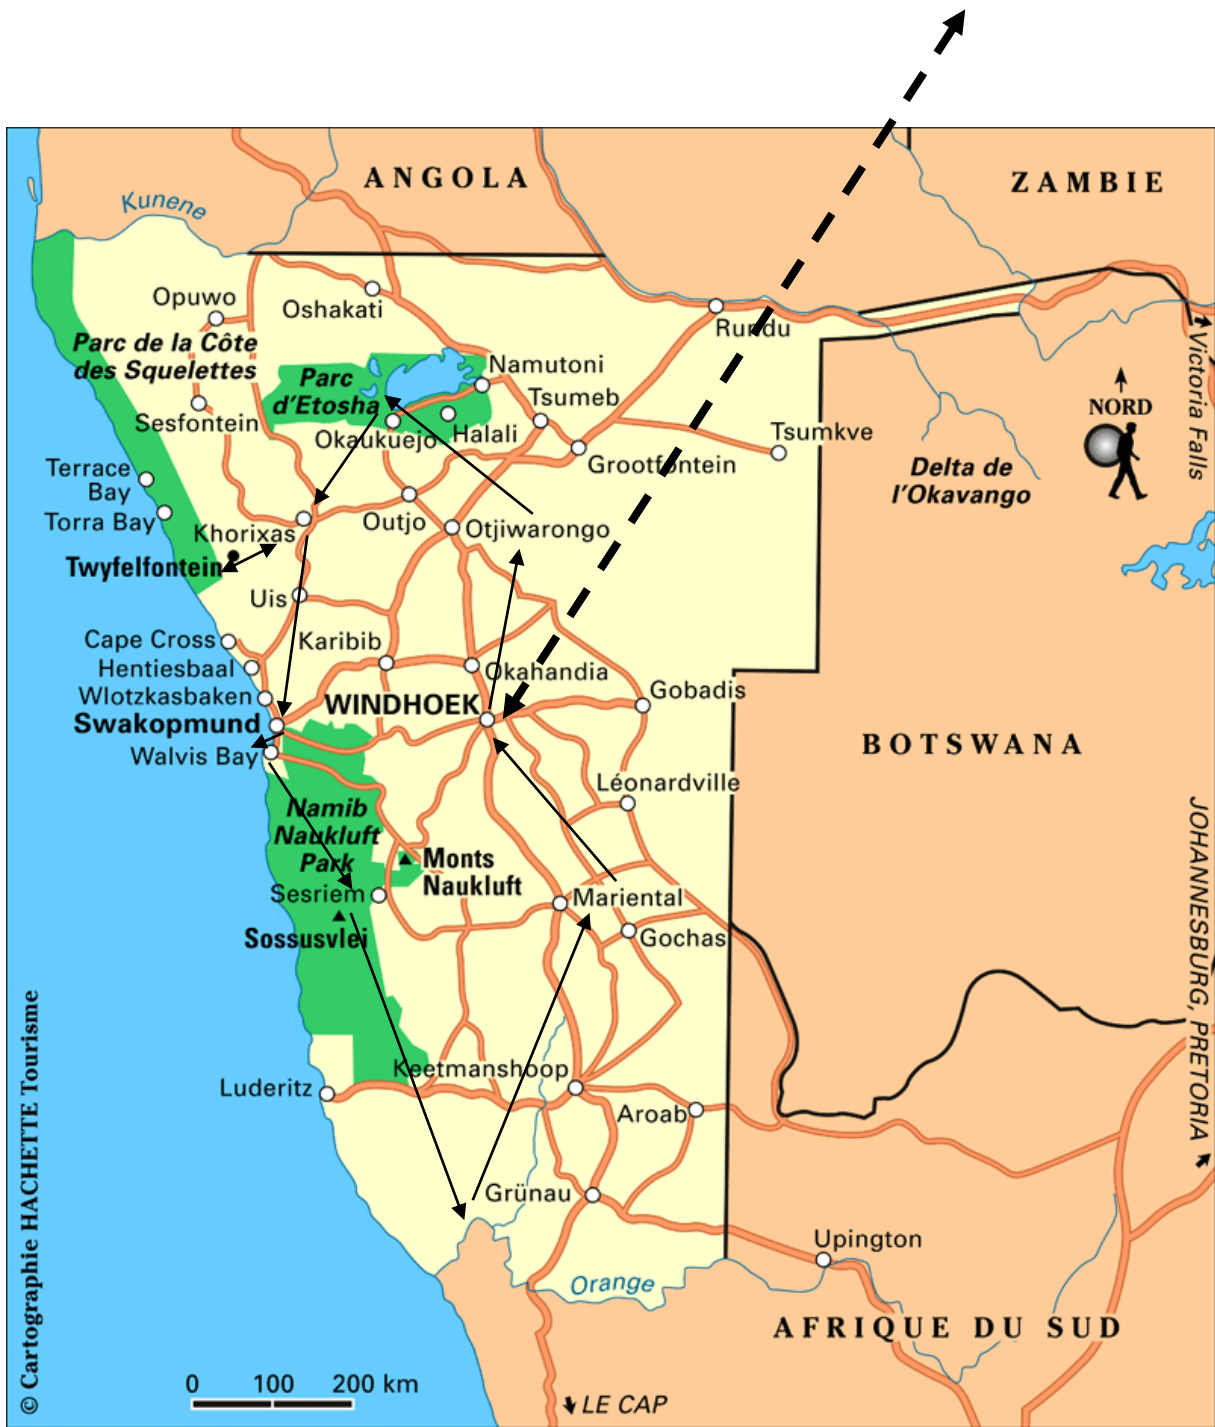 ANGOLA
ZAMBIE
Kunene
Opuwo
Oshakati
Rundu
Parc de la Côte
des Squelettes
Parc
d'Etosha
Namutoni
Tsumeb
Victoria Falls
NORD
Sesfontein
Okaukuejo
Halali
Tsumkve
Grootfontein
Delta de
l'Okavango
Terrace
Bay
Torra Bay
Khorixas
Outjo
Otjiwarongo
Twyfelfontein
Uis
Cape Cross
Karibib
Hentiesbaal
Okahandia
Wlotzkasbaken
WINDHOEK
Gobadis
Swakopmund
Walvis Bay
BOTSWANA
Léonardville
Namib
Naukluft
Park
Monts
Naukluft
Sesriem
Mariental
Sossusvlei
Gochas
JOHANNESBURG, PRETORIA
Keetmanshoop
Luderitz
Aroab
Grünau
Upington
Orange
AFRIQUE DU SUD
0 100 200 km
LE CAP
© Cartographie HACHETTE Tourisme